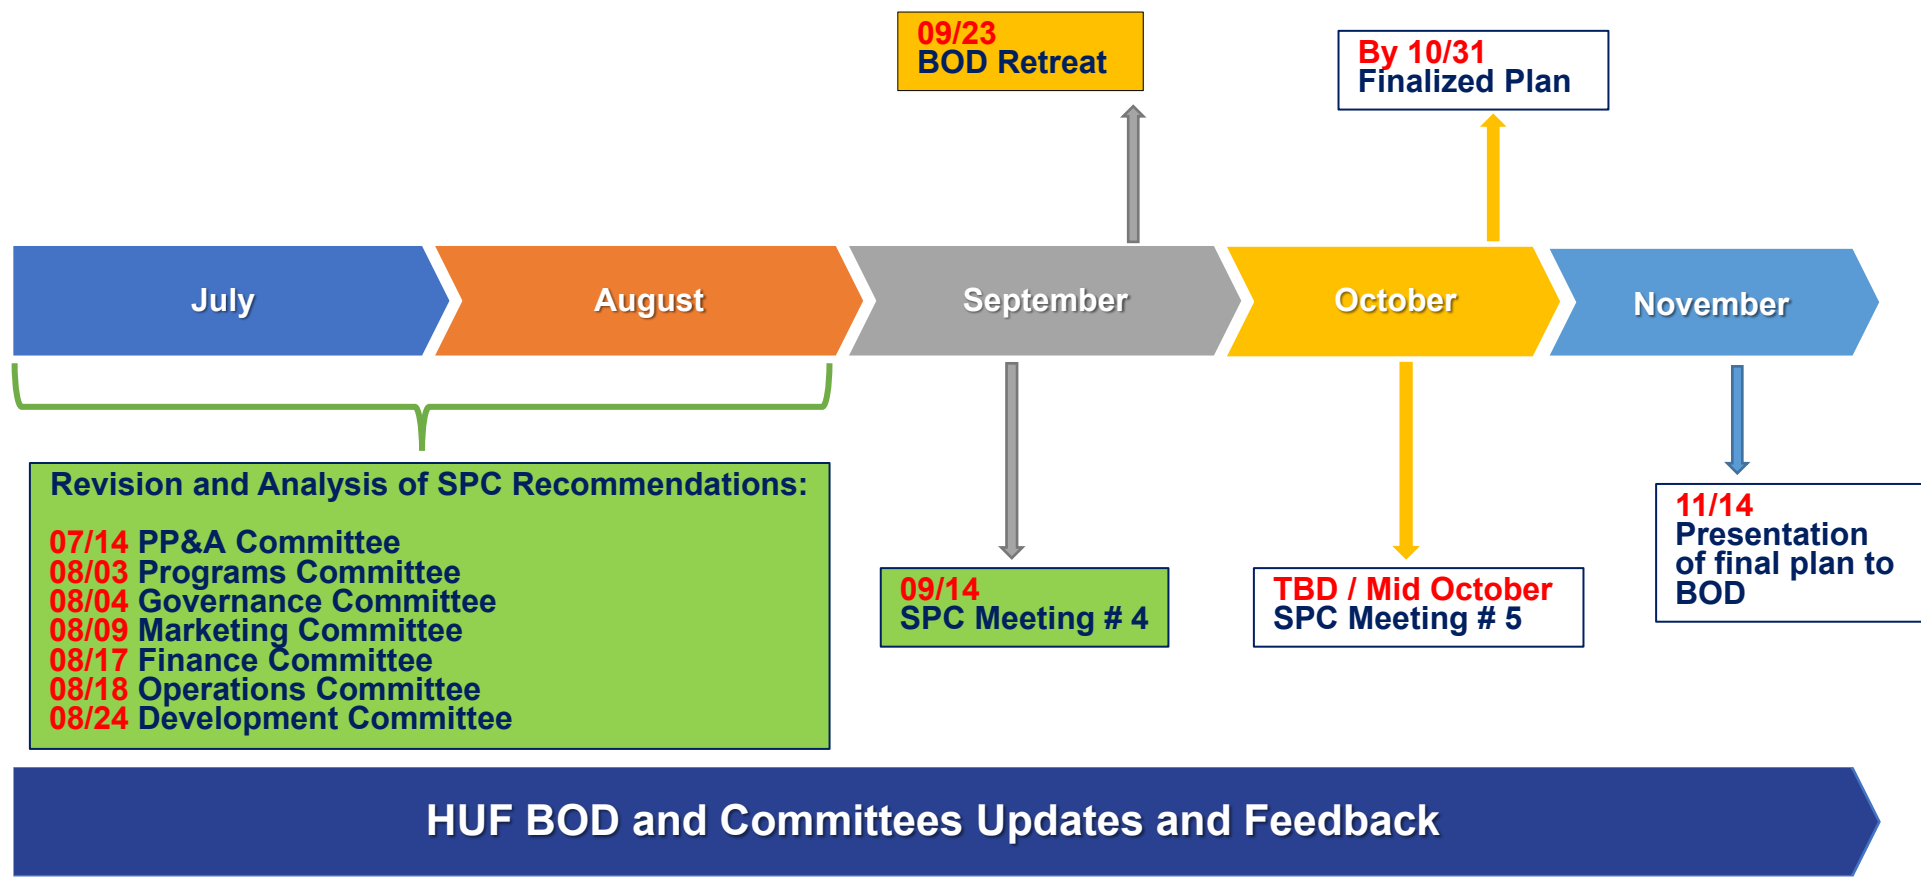 09/23
BOD Retreat
By 10/31
Finalized Plan
July
August
September
October
November
Revision and Analysis of SPC Recommendations:
07/14 PP&A Committee
08/03 Programs Committee
08/04 Governance Committee
08/09 Marketing Committee
08/17 Finance Committee
08/18 Operations Committee
08/24 Development Committee
09/14
SPC Meeting # 4
TBD / Mid October
SPC Meeting # 5
11/14
Presentation
of final plan to
BOD
HUF BOD and Committees Updates and Feedback